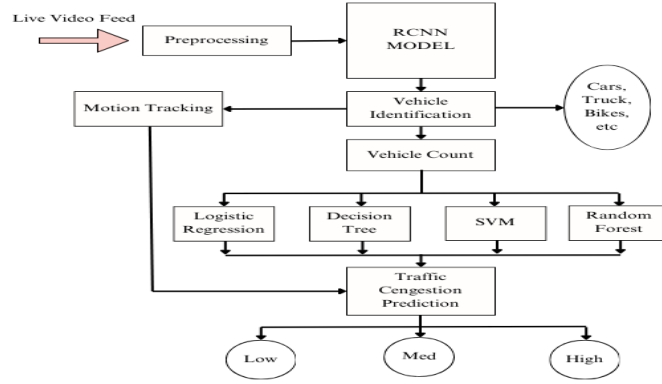 Live Video Feed
Preprocessing
RCNN
MODEL
Motion Tracking
Vehicle
Identification
Cars,
Truck,
Bikes,
etc
Vehicle Count
Logistic
Regression
Decision
Tree
SVM
Random
Forest
Traffic
Cengestion
Prediction
Low
Med
High